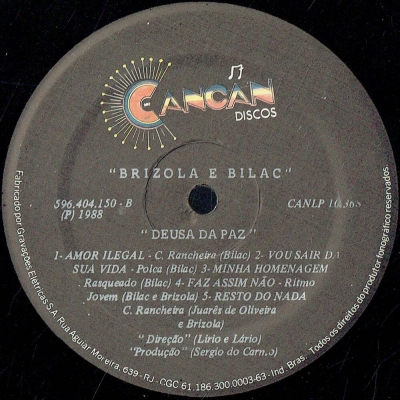 CANCAN
DISCOS
"BRIZOLA E BILAC"
596.404.150 - B
(P) 1988
CANLP 10.366
"DEUSA DA PAZ"
1- AMOR ILEGAL - C. Rancheira (Bilac) 2- VOU SAIR DA
SUA VIDA - Polca (Bilac) 3- MINHA HOMENAGEM
Rasqueado (Bilac) 4- FAZ ASSIM NÃO - Ritmo
Jovem (Bilac e Brizola) 5- RESTO DO NADA
C. Rancheira (Juarês de Oliveira
e Brizola)
"Direção" (Lírio e Lário)
"Produção" (Sergio do Carmo)
Fabricado por Gravações Elétricas S.A. Rua Aguiar Moreira, 639 - RJ - CGC 61.186.300.0003-63 - Ind. Bras. Todos os direitos do produtor fonográfico reservados.